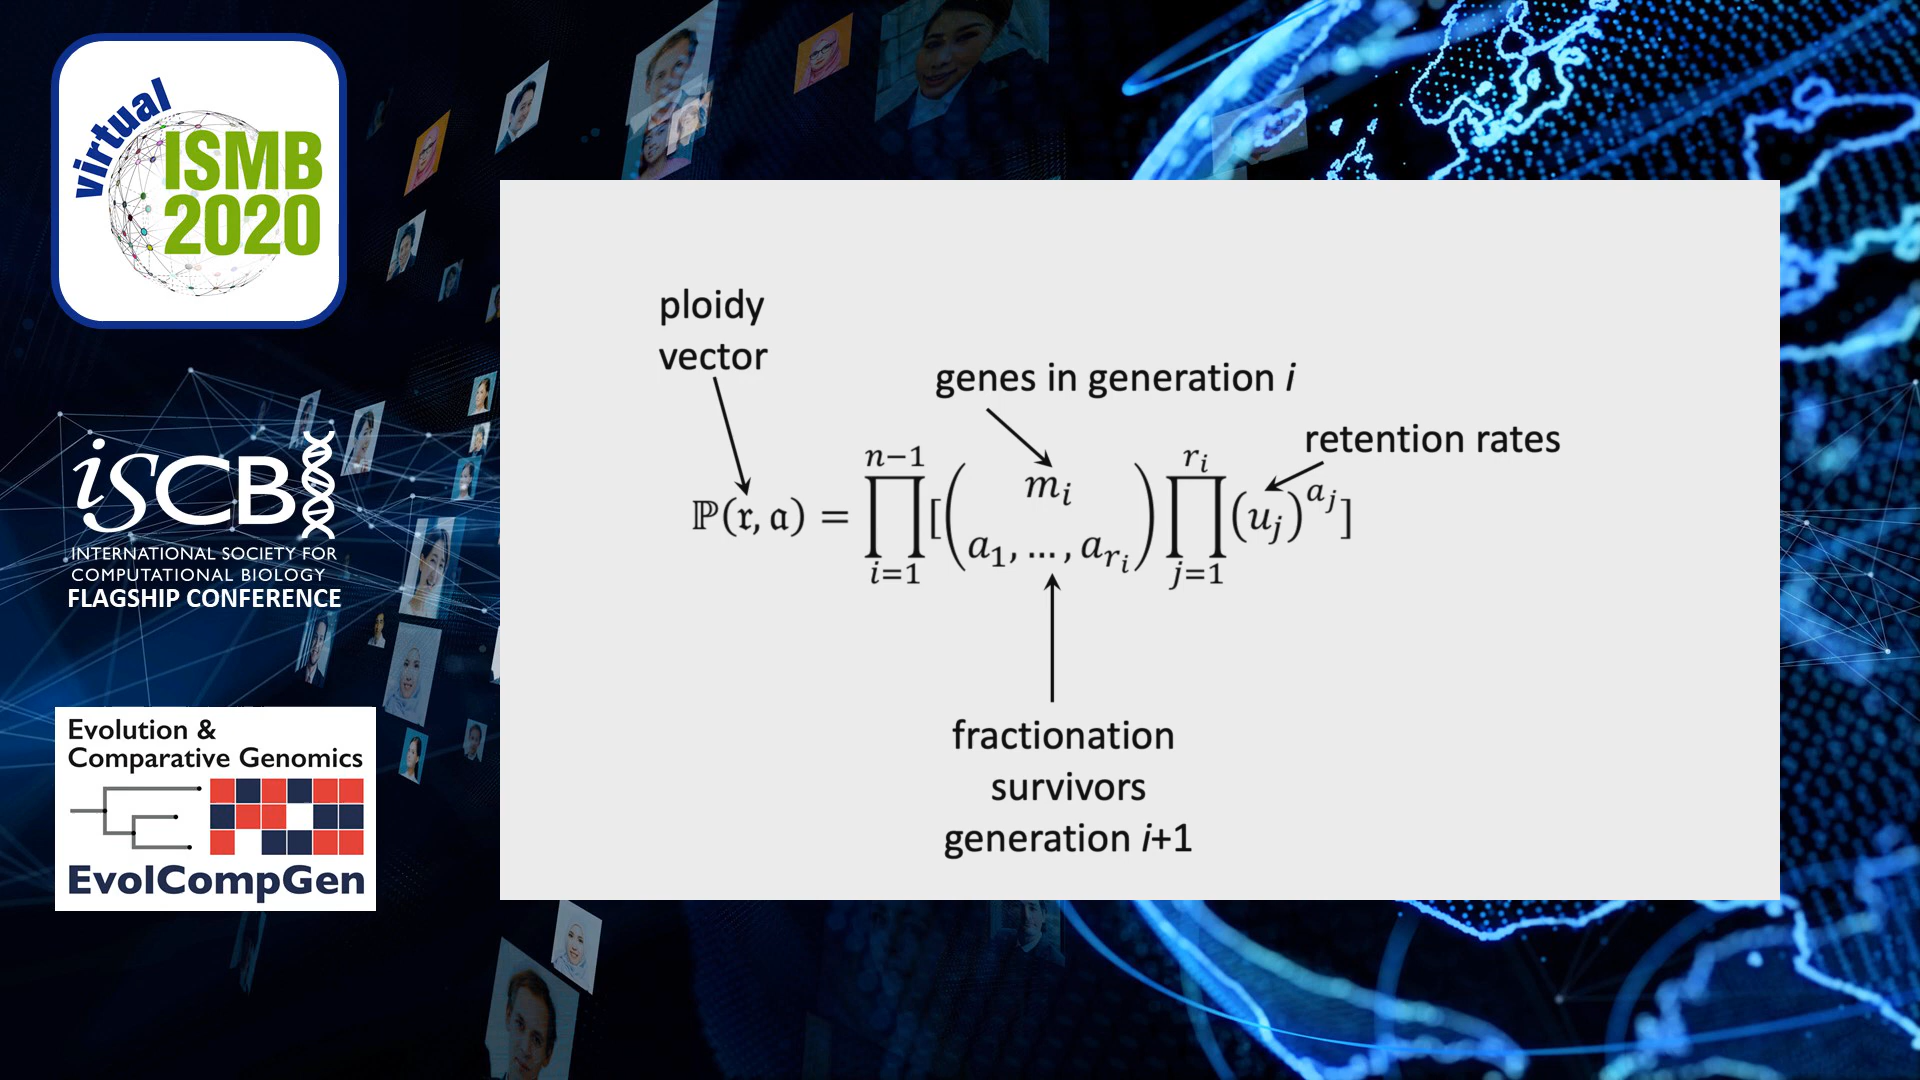 virtual
ISMB
2020
iSCB
INTERNATIONAL SOCIETY FOR
COMPUTATIONAL BIOLOGY
FLAGSHIP CONFERENCE
Evolution &
Comparative Genomics
EvolCompGen
ploidy
vector
genes in generation i
retention rates
ℙ(𝔯, 𝔞) = ∏_{i=1}^{n−1} [ \binom{m_i}{a_1, ..., a_{r_i}} ∏_{j=1}^{r_i} (u_j)^{a_j} ]
fractionation
survivors
generation i+1